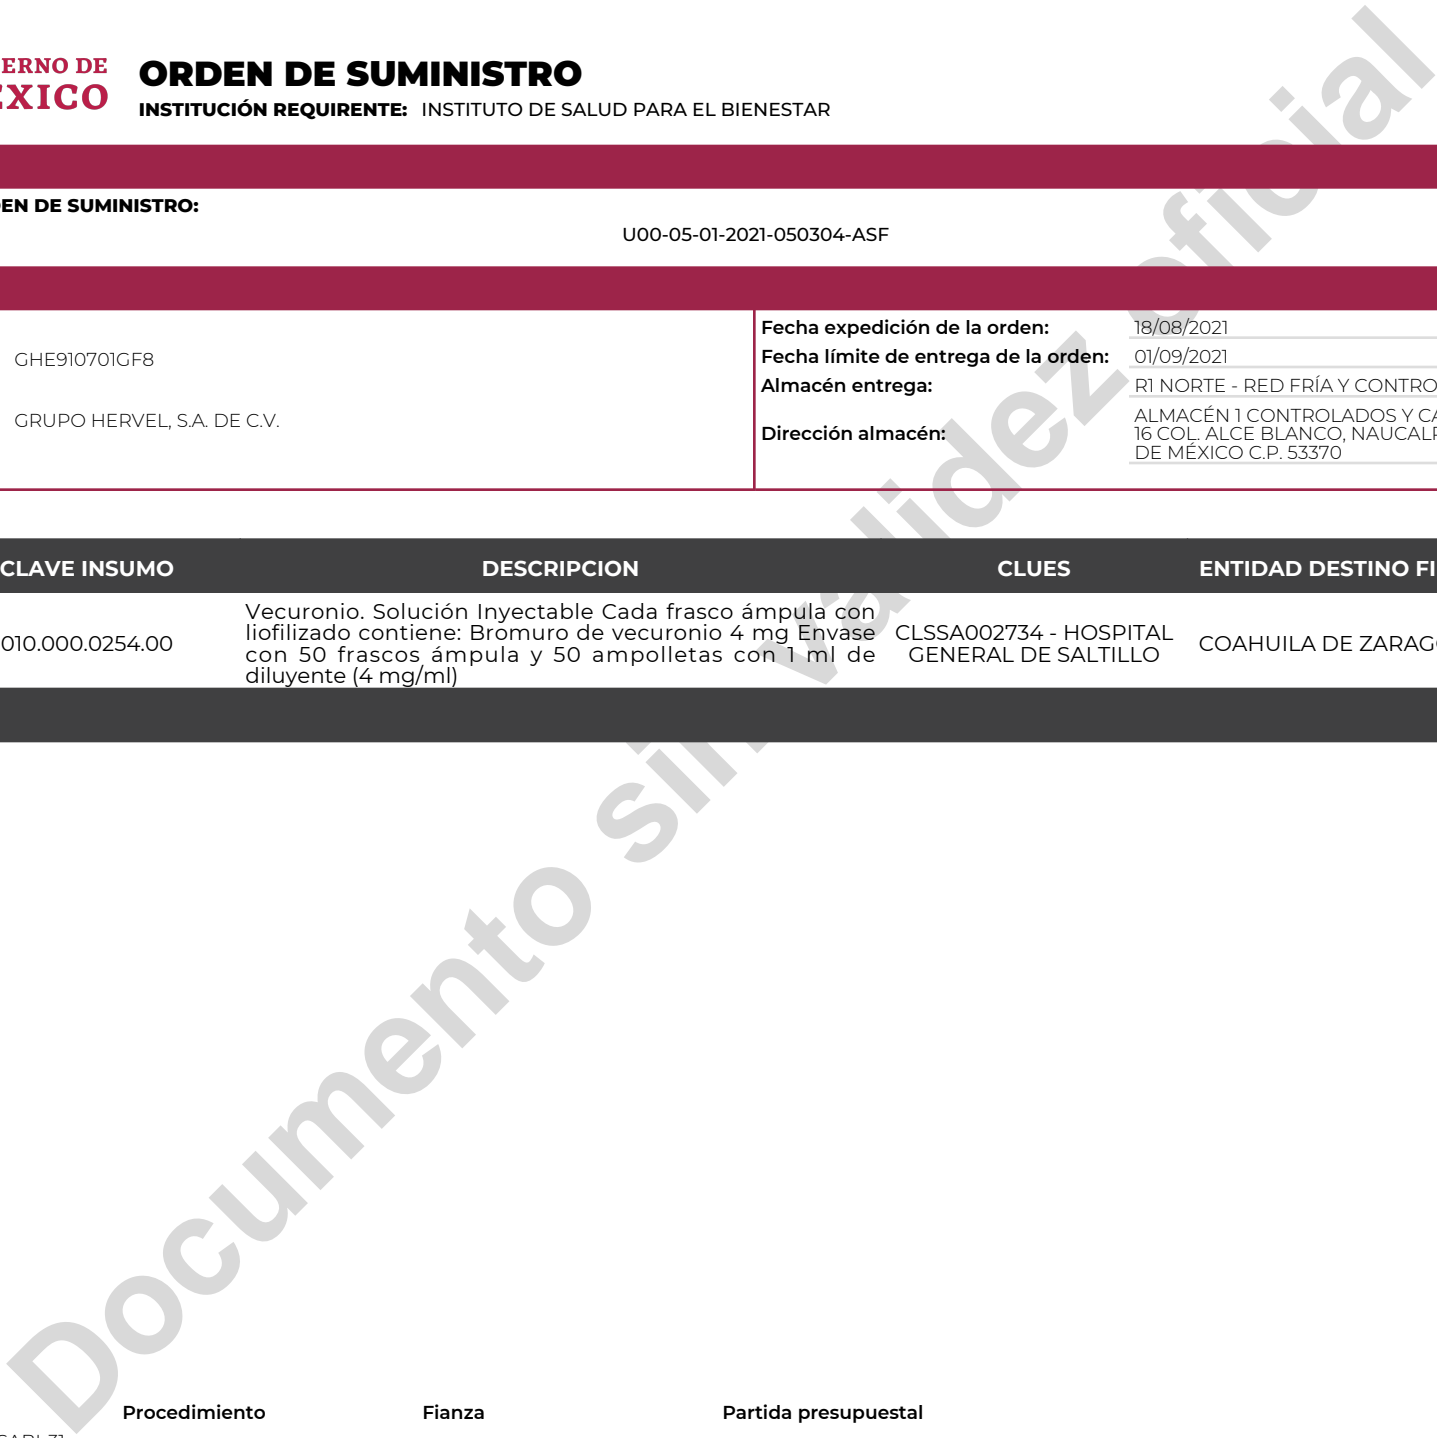 ERNO DE
ÉXICO
ORDEN DE SUMINISTRO
INSTITUCIÓN REQUIRENTE: INSTITUTO DE SALUD PARA EL BIENESTAR
EN DE SUMINISTRO:
U00-05-01-2021-050304-ASF
GHE910701GF8
GRUPO HERVEL, S.A. DE C.V.
Fecha expedición de la orden: 18/08/2021
Fecha límite de entrega de la orden: 01/09/2021
Almacén entrega: R1 NORTE - RED FRÍA Y CONTRO
Dirección almacén: ALMACÉN 1 CONTROLADOS Y CA
16 COL. ALCE BLANCO, NAUCALP
DE MÉXICO C.P. 53370
CLAVE INSUMO DESCRIPCION CLUES ENTIDAD DESTINO FI
010.000.0254.00
Vecuronio. Solución Inyectable Cada frasco ámpula con
liofilizado contiene: Bromuro de vecuronio 4 mg Envase
con 50 frascos ámpula y 50 ampolletas con 1 ml de
diluyente (4 mg/ml)
CLSSA002734 - HOSPITAL
GENERAL DE SALTILLO
COAHUILA DE ZARAG
Documento sin validez oficial
Procedimiento Fianza Partida presupuestal